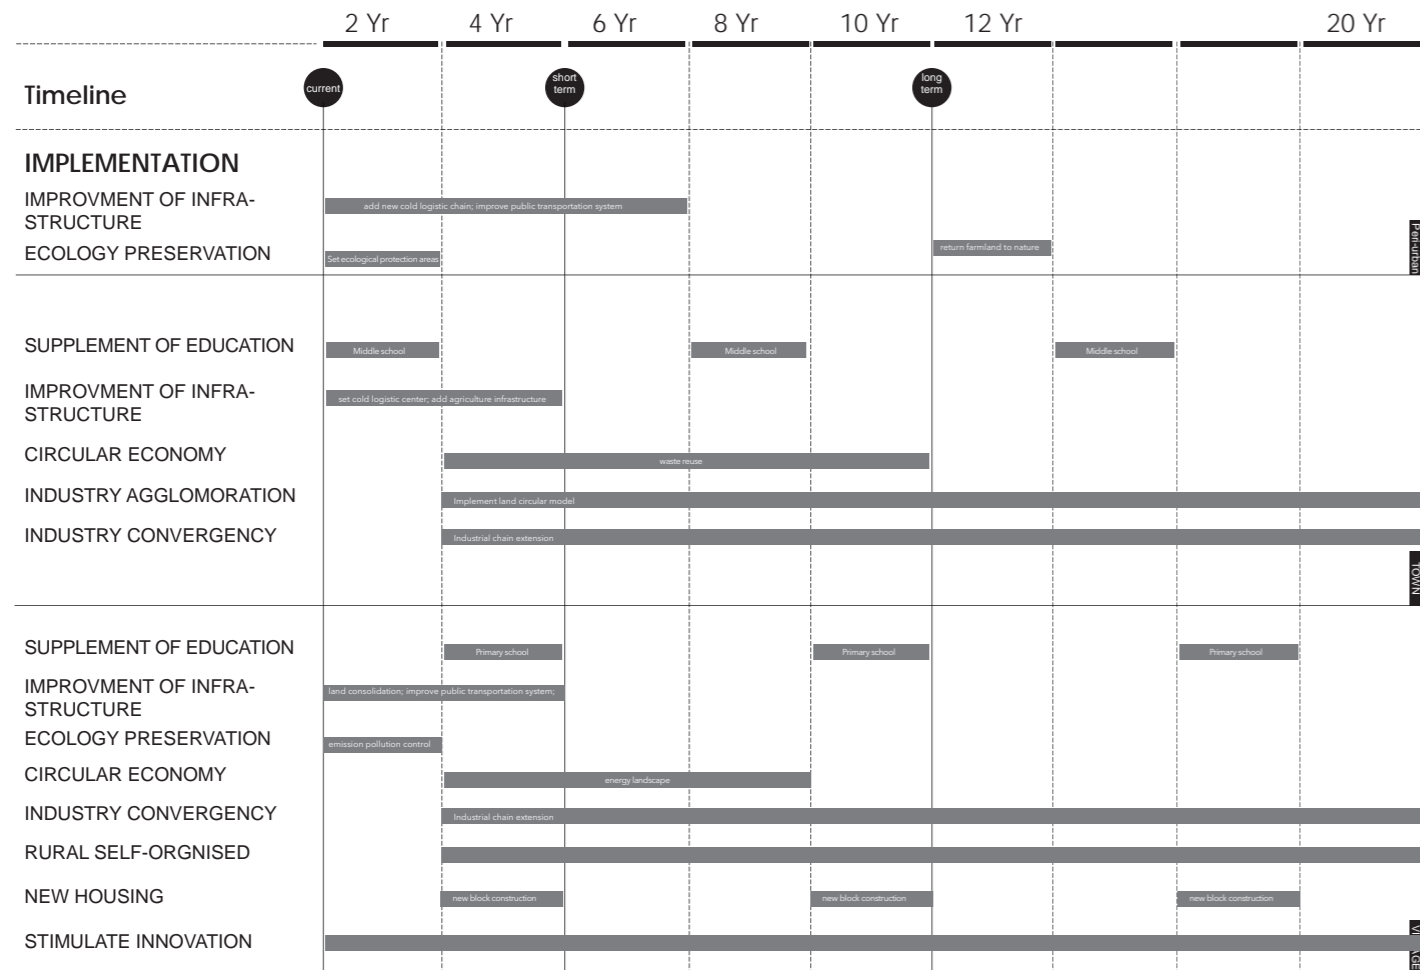 2 Yr 4 Yr 6 Yr 8 Yr 10 Yr 12 Yr 20 Yr
Timeline
current
short
term
long
term
IMPLEMENTATION
IMPROVMENT OF INFRA-
STRUCTURE
add new cold logistic chain; improve public transportation system
ECOLOGY PRESERVATION
Set ecological protection areas
return farmland to nature
Peri-urban
SUPPLEMENT OF EDUCATION
Middle school
Middle school
Middle school
IMPROVMENT OF INFRA-
STRUCTURE
set cold logistic center; add agriculture infrastructure
CIRCULAR ECONOMY
waste reuse
INDUSTRY AGGLOMORATION
Implement land circular model
INDUSTRY CONVERGENCY
Industrial chain extension
TOWN
SUPPLEMENT OF EDUCATION
Primary school
Primary school
Primary school
IMPROVMENT OF INFRA-
STRUCTURE
land consolidation; improve public transportation system;
ECOLOGY PRESERVATION
emission pollution control
CIRCULAR ECONOMY
energy landscape
INDUSTRY CONVERGENCY
Industrial chain extension
RURAL SELF-ORGNISED
NEW HOUSING
new block construction
new block construction
new block construction
STIMULATE INNOVATION